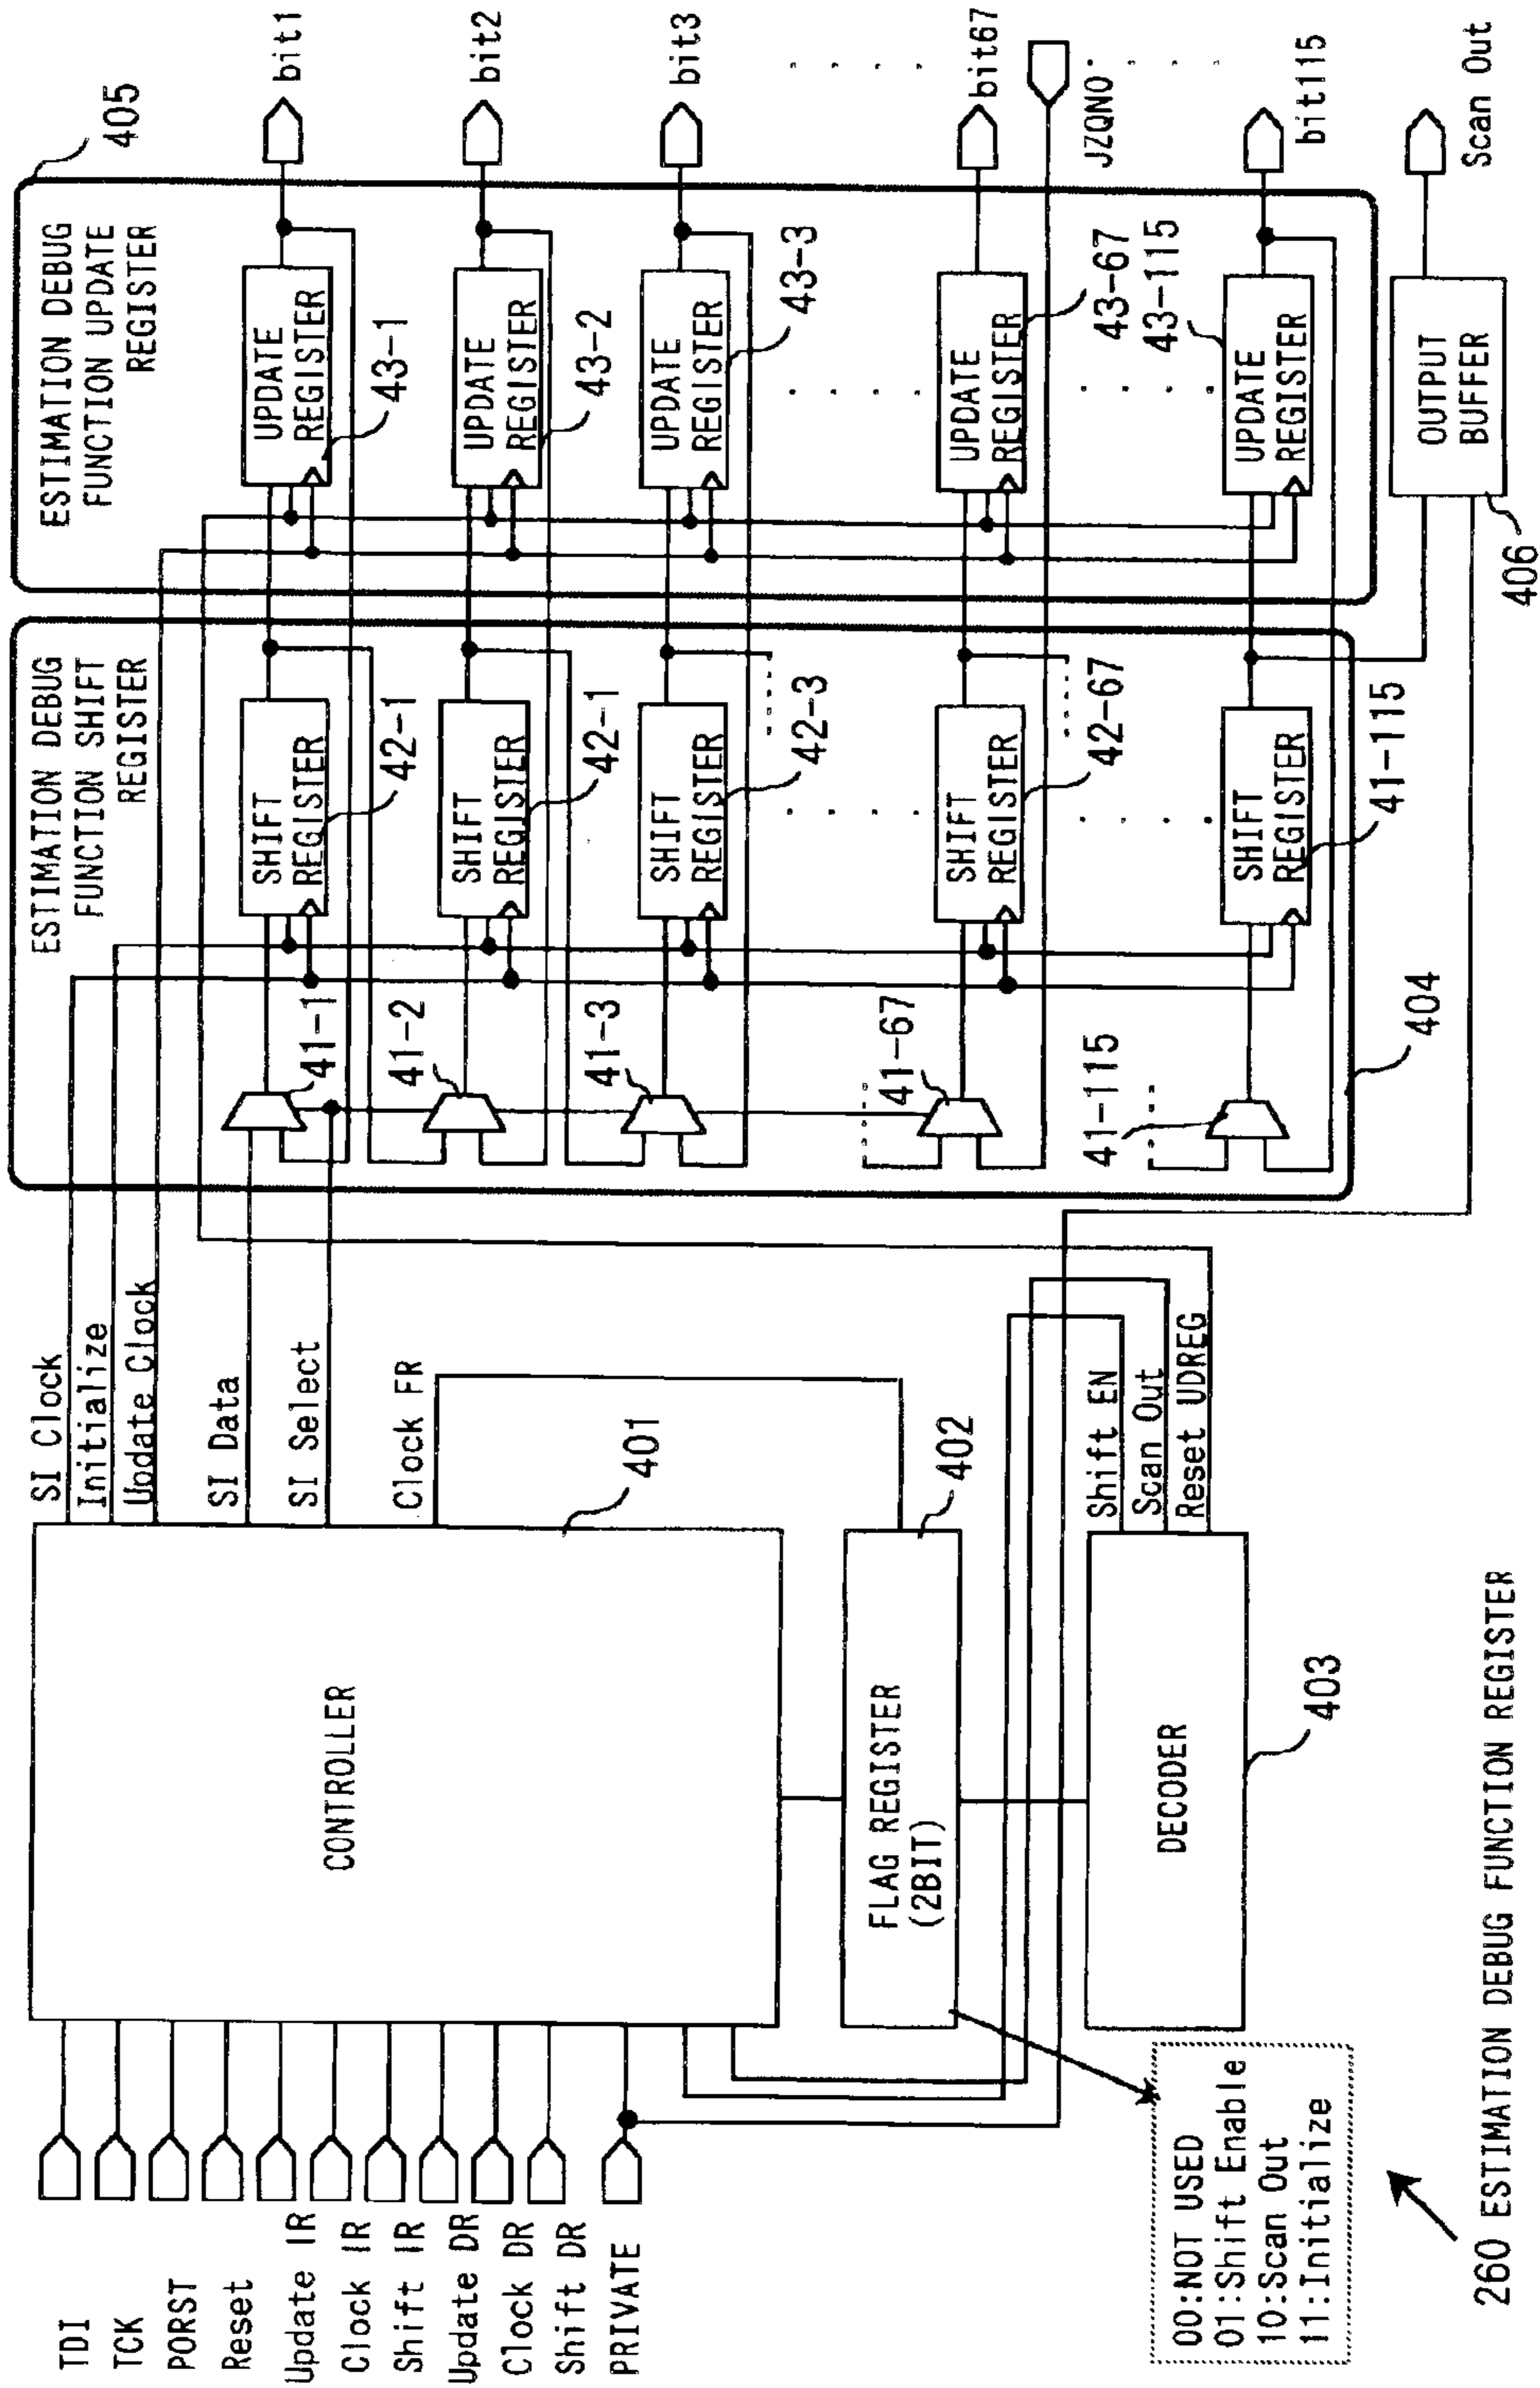 TDI
TCK
PORST
Reset
Update IR
Clock IR
Shift IR
Update DR
Clock DR
Shift DR
PRIVATE
CONTROLLER
401
SI Clock
Initialize
Update Clock
SI Data
SI Select
Clock FR
FLAG REGISTER
(2BIT)
402
DECODER
403
Shift EN
Scan Out
Reset UDREG
00:NOT USED
01:Shift Enable
10:Scan Out
11:Initialize
ESTIMATION DEBUG
FUNCTION SHIFT
REGISTER
41-1
SHIFT
REGISTER
42-1
41-2
SHIFT
REGISTER
42-1
41-3
SHIFT
REGISTER
42-3
41-67
SHIFT
REGISTER
42-67
41-115
SHIFT
REGISTER
41-115
404
ESTIMATION DEBUG
FUNCTION UPDATE
REGISTER
405
UPDATE
REGISTER
43-1
UPDATE
REGISTER
43-2
UPDATE
REGISTER
43-3
UPDATE
REGISTER
43-67
43-115
UPDATE
REGISTER
OUTPUT
BUFFER
406
bit1
bit2
bit3
bit67
JZQNO
bit115
Scan Out
260 ESTIMATION DEBUG FUNCTION REGISTER